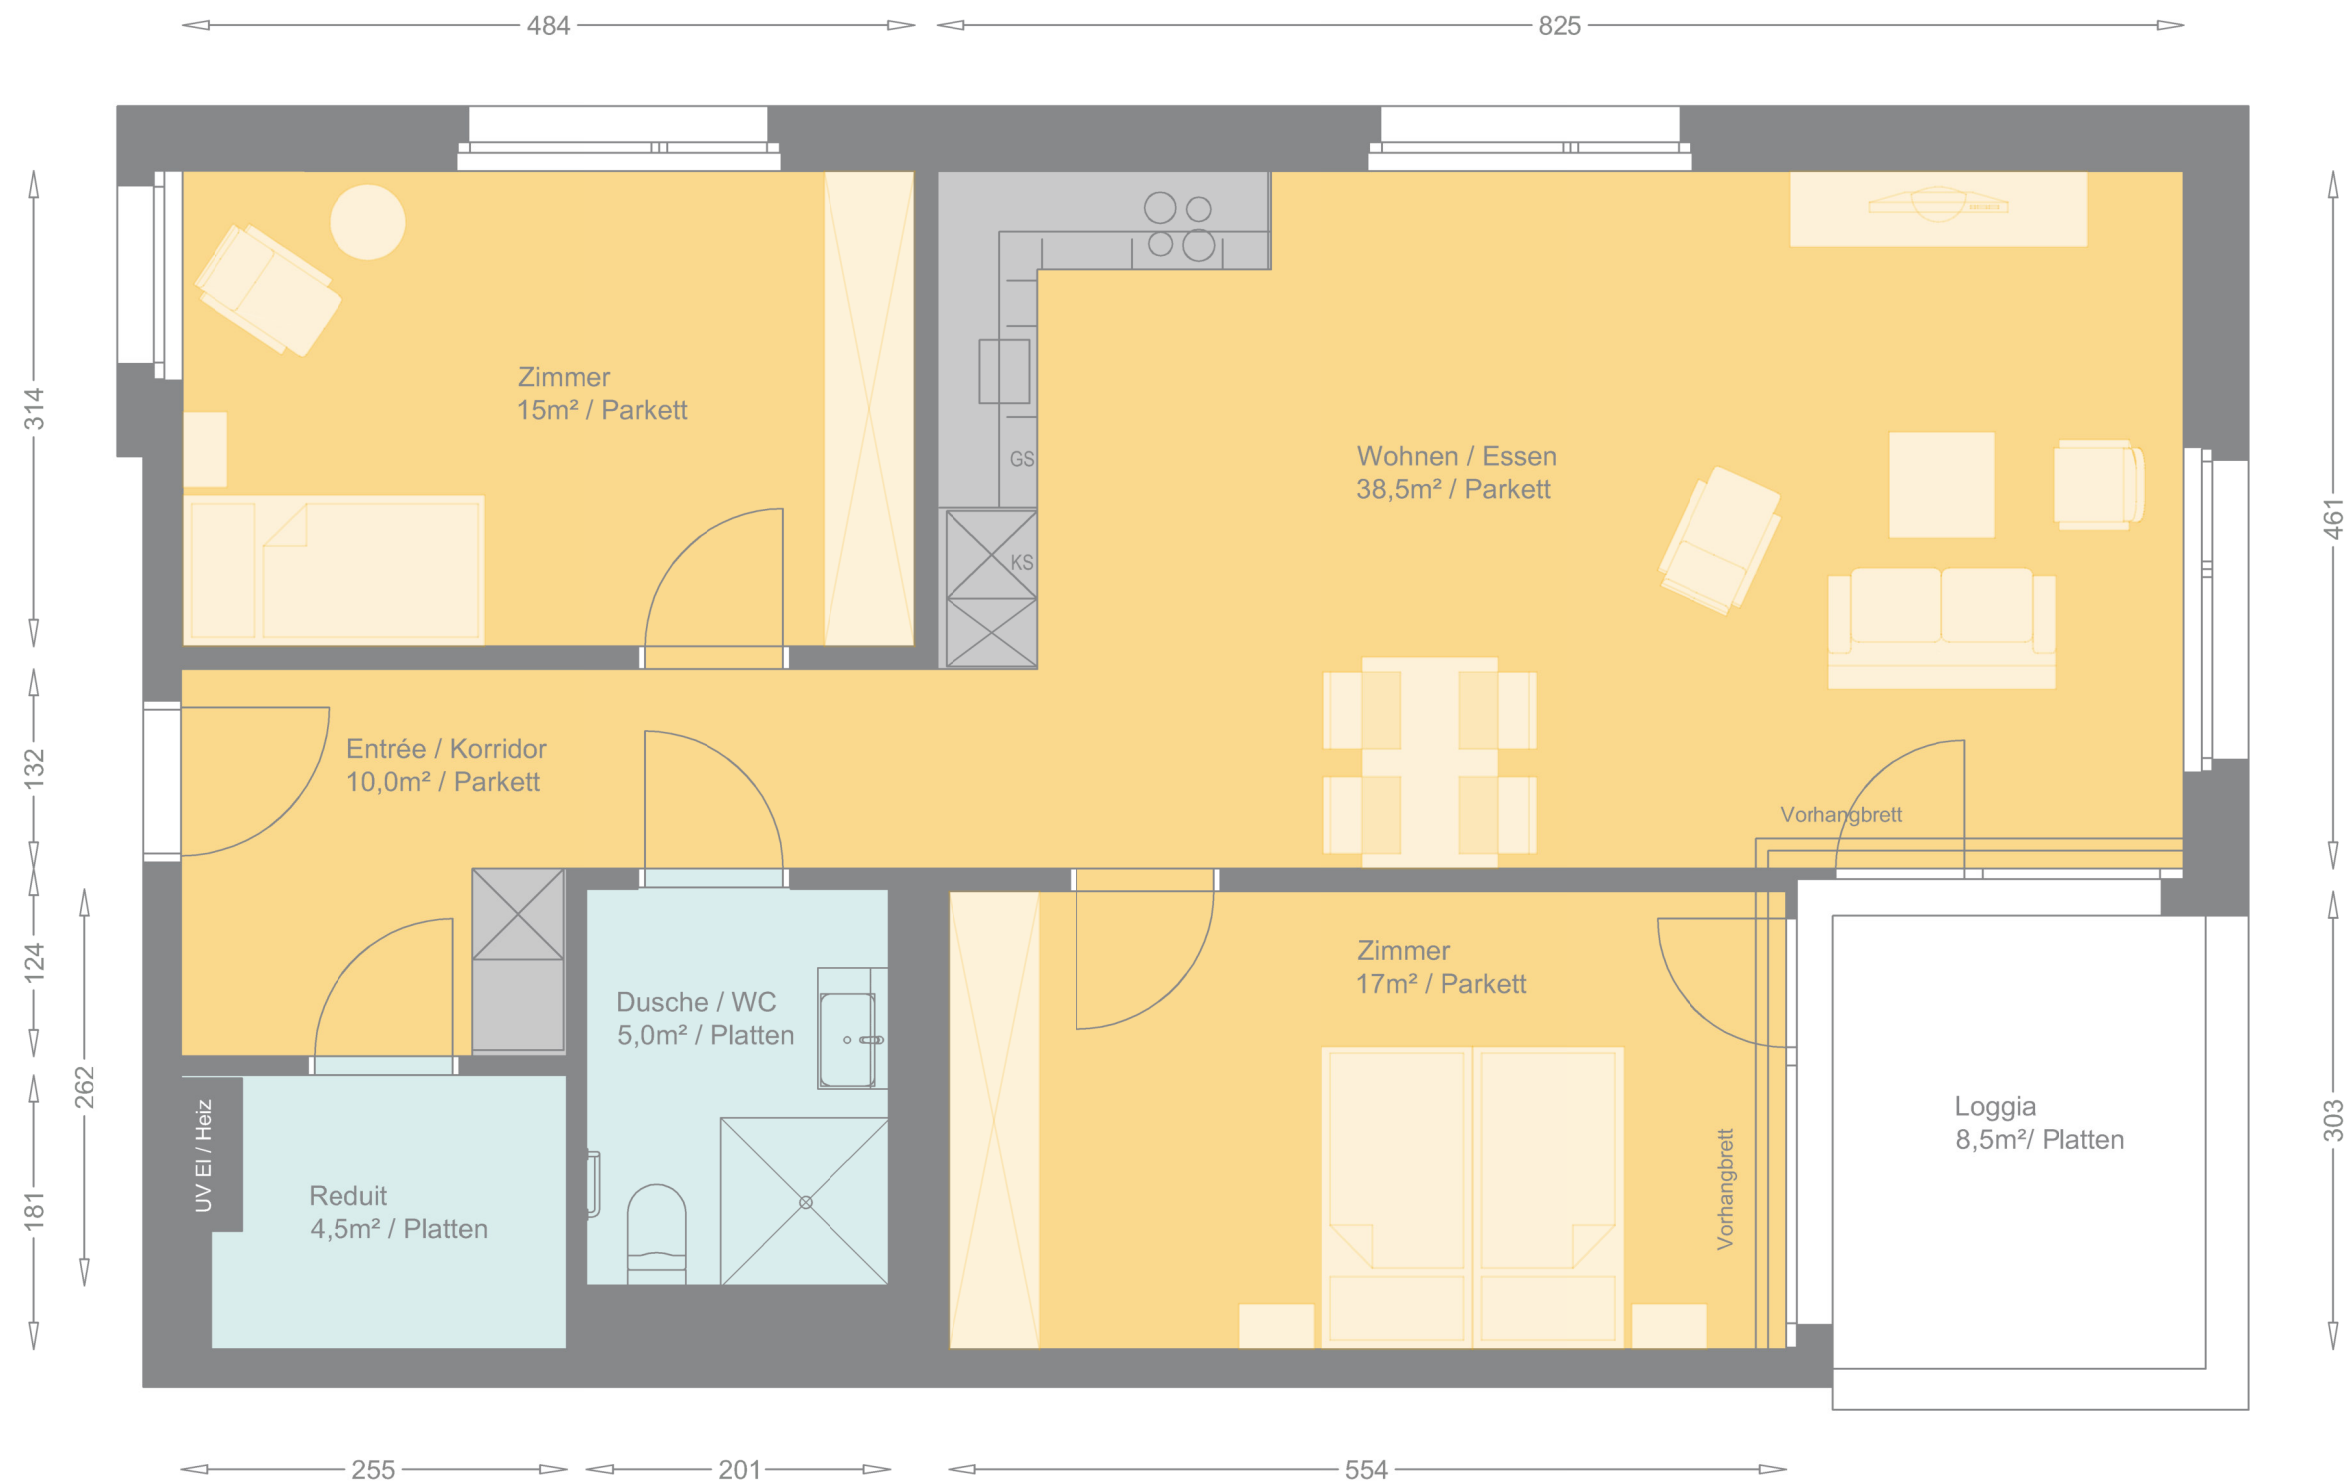 484
825
314
461
Zimmer
15m² / Parkett
Wohnen / Essen
38,5m² / Parkett
GS
KS
132
Entrée / Korridor
10,0m² / Parkett
Vorhangbrett
124
262
181
303
Zimmer
17m² / Parkett
Dusche / WC
5,0m² / Platten
UV El / Heiz
Reduit
4,5m² / Platten
Vorhangbrett
Loggia
8,5m²/ Platten
255
201
554